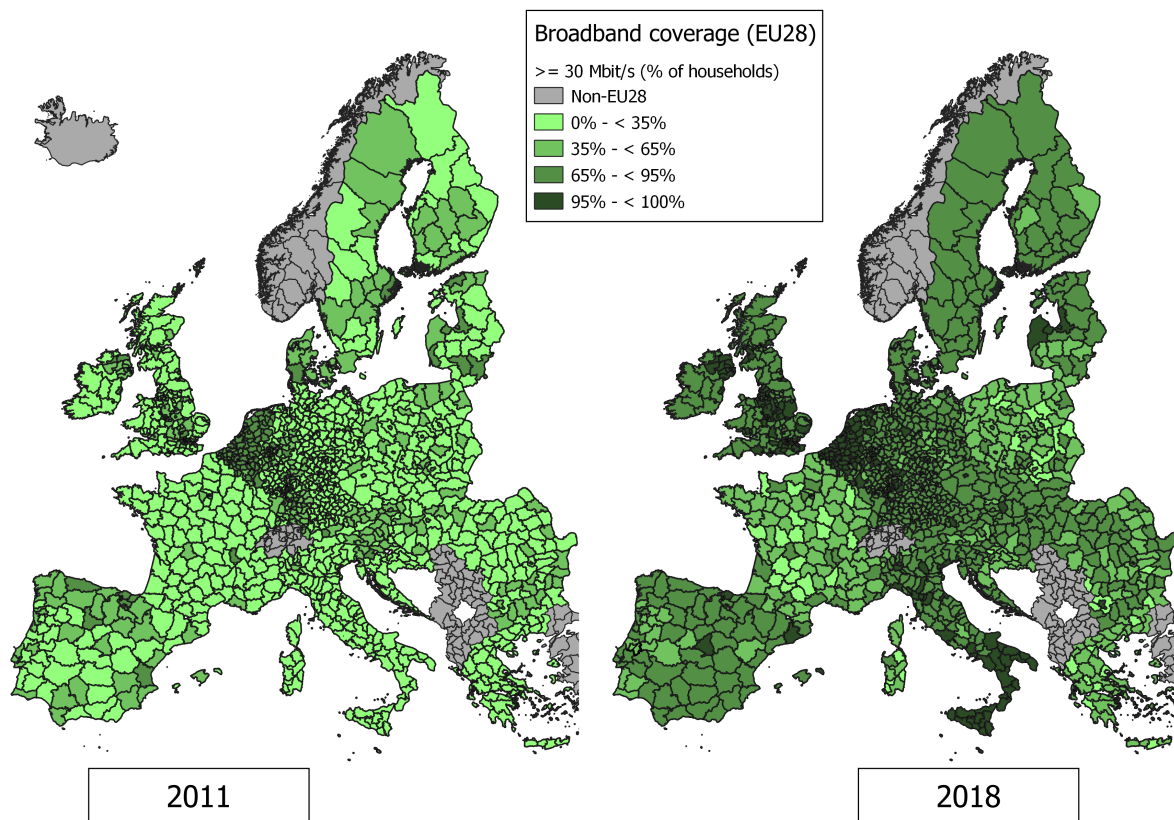 Broadband coverage (EU28)
>= 30 Mbit/s (% of households)
Non-EU28
0% - < 35%
35% - < 65%
65% - < 95%
95% - < 100%
2011
2018